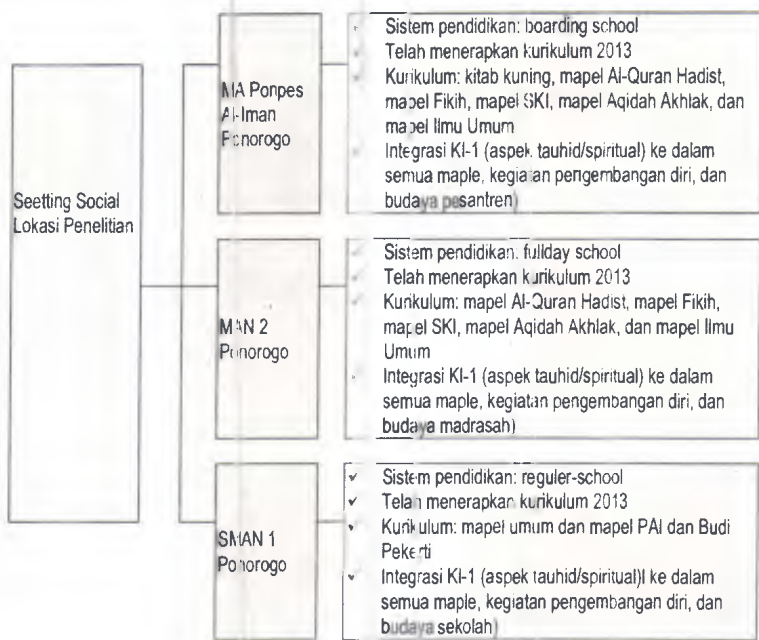 Seetting Social
Lokasi Penelitian
MA Ponpes
Al-Iman
Ponorogo
Sistem pendidikan: boarding school
Telah menerapkan kurikulum 2013
Kurikulum: kitab kuning, mapel Al-Quran Hadist,
mapel Fikih, mapel SKI, mapel Aqidah Akhlak, dan
mapel Ilmu Umum
Integrasi KI-1 (aspek tauhid/spiritual) ke dalam
semua maple, kegiatan pengembangan diri, dan
budaya pesantren)
MAN 2
Ponorogo
Sistem pendidikan: fullday school
Telah menerapkan kurikulum 2013
Kurikulum: mapel Al-Quran Hadist, mapel Fikih,
mapel SKI, mapel Aqidah Akhlak, dan mapel Ilmu
Umum
Integrasi KI-1 (aspek tauhid/spiritual) ke dalam
semua maple, kegiatan pengembangan diri, dan
budaya madrasah)
SMAN 1
Ponorogo
Sistem pendidikan: reguler-school
Telah menerapkan kurikulum 2013
Kurikulum: mapel umum dan mapel PAI dan Budi
Pekerti
Integrasi KI-1 (aspek tauhid/spiritual)l ke dalam
semua maple, kegiatan pengembangan diri, dan
budaya sekolah)